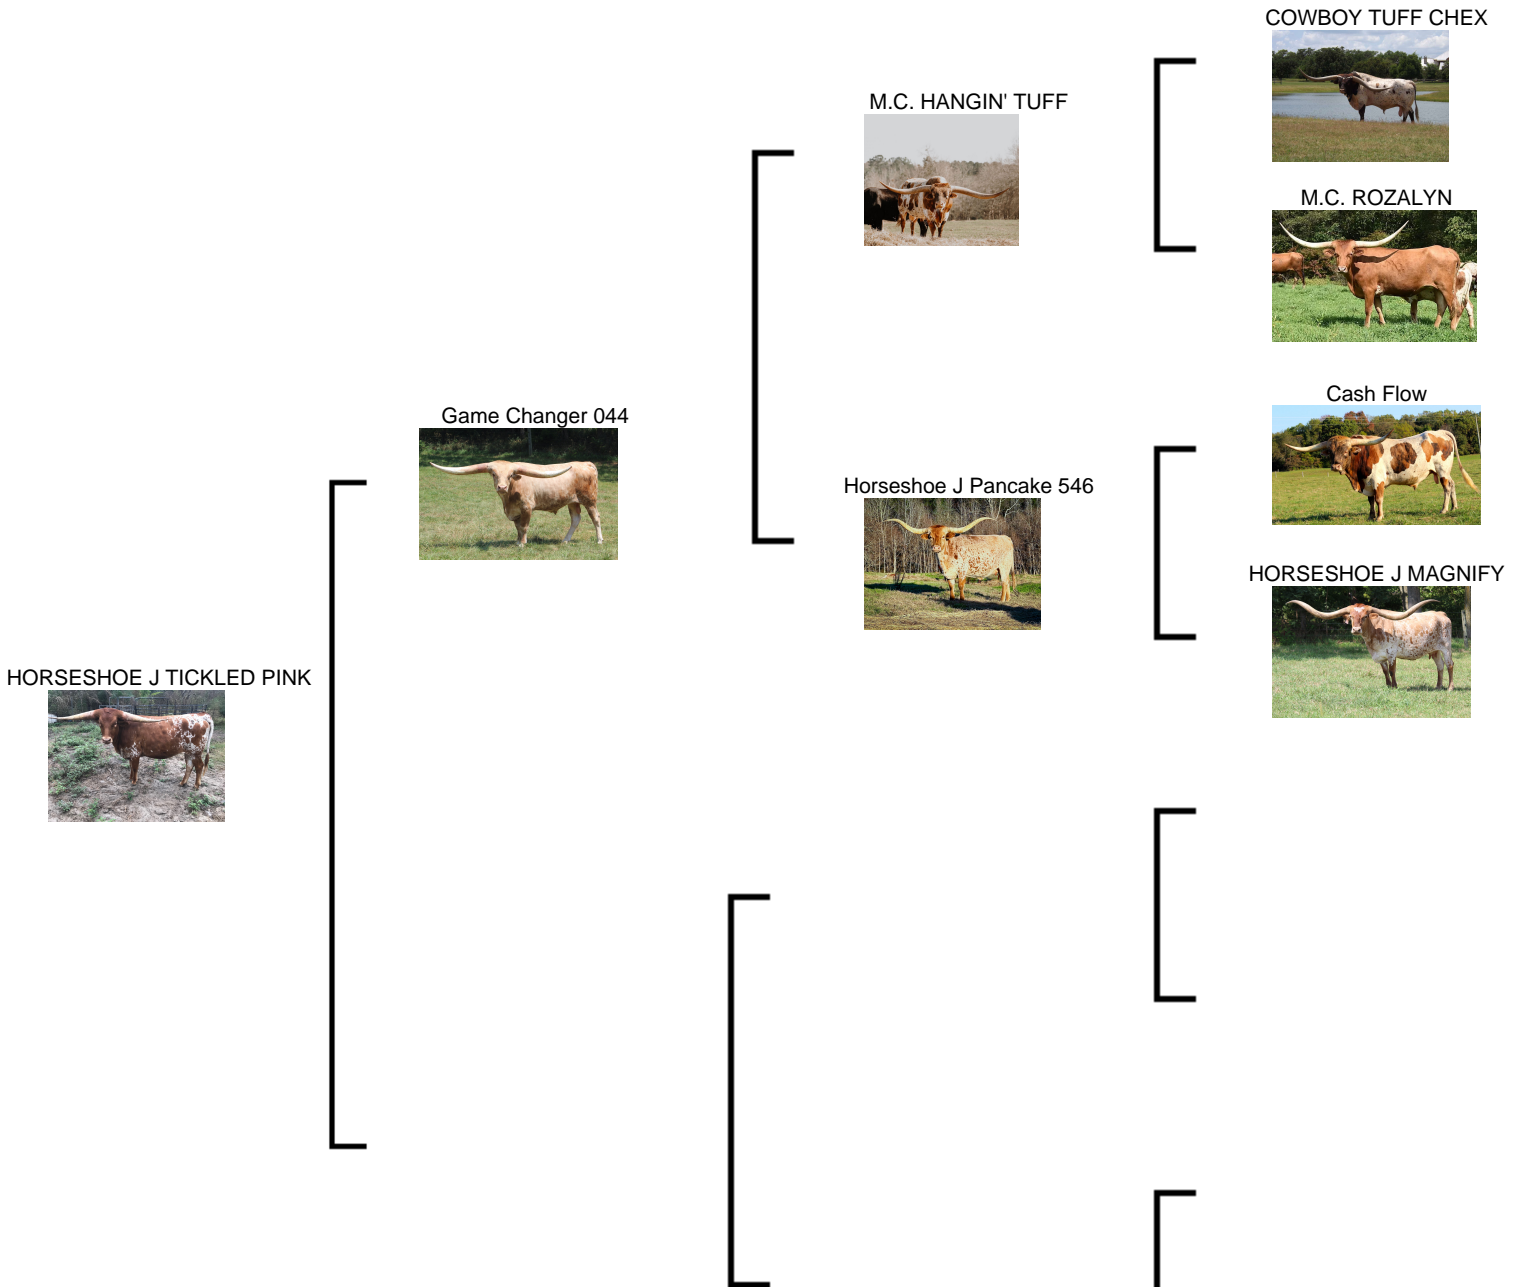 COWBOY TUFF CHEX
M.C. HANGIN' TUFF
M.C. ROZALYN
Cash Flow
Game Changer 044
Horseshoe J Pancake 546
HORSESHOE J MAGNIFY
HORSESHOE J TICKLED PINK